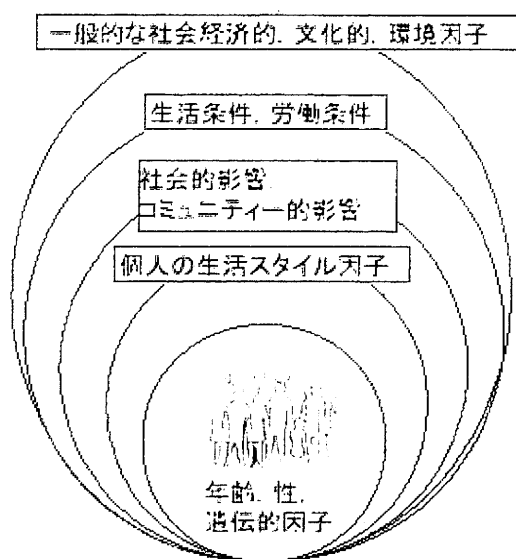 一般的な社会経済的, 文化的, 環境因子
生活条件, 労働条件
社会的影響,
コミュニティー的影響
個人の生活スタイル因子
年齢, 性,
遺伝的因子